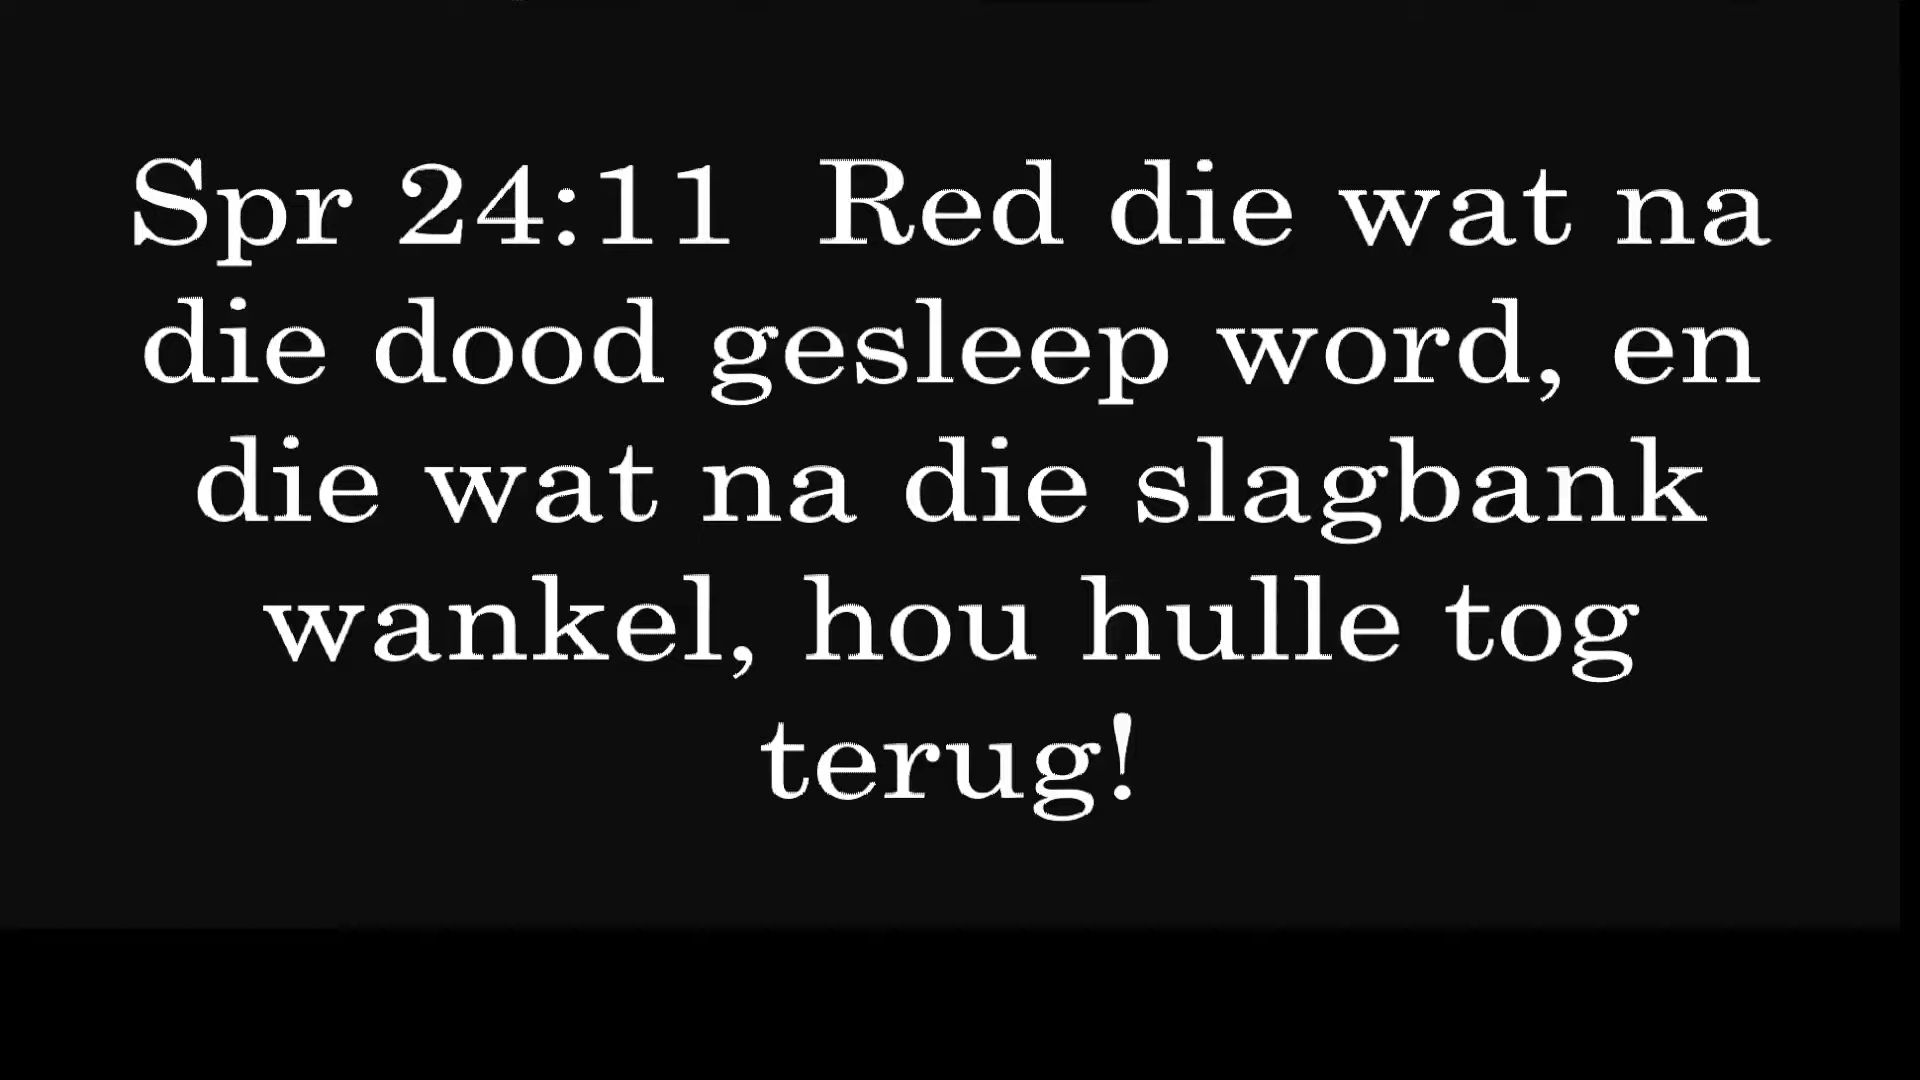 Spr 24:11  Red die wat na
die dood gesleep word, en
die wat na die slagbank
wankel, hou hulle tog
terug!